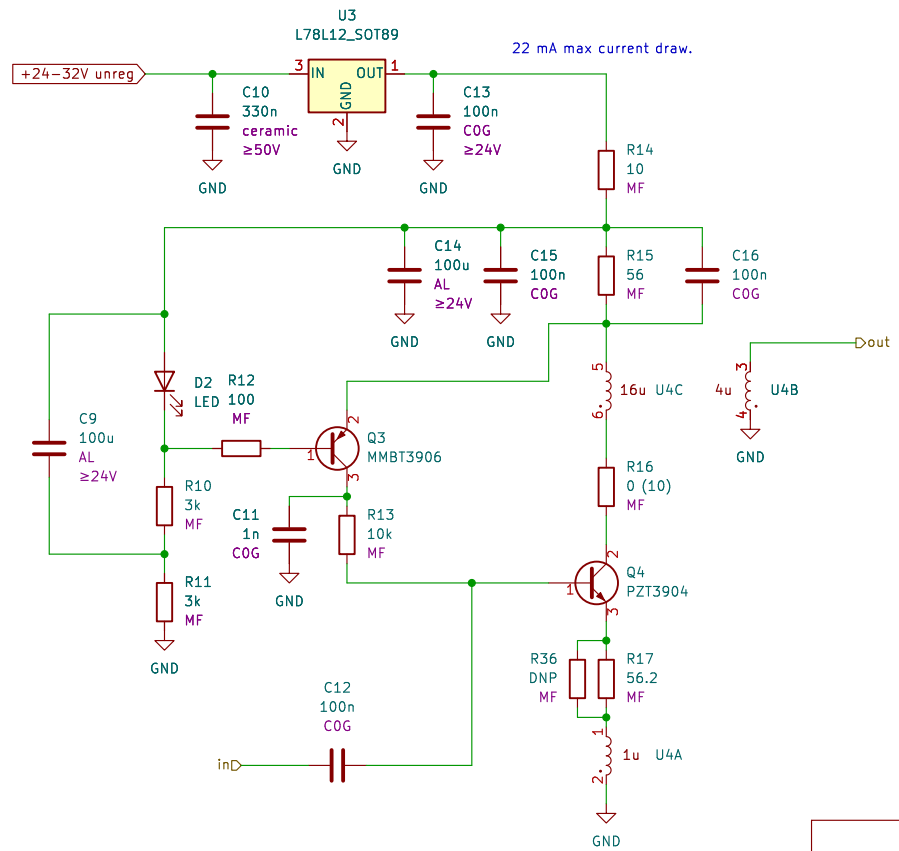 U3
L78L12_SOT89
22 mA max current draw.
+24-32V unreg
3
IN
OUT
1
GND
2
C10
330n
ceramic
≥50V
GND
GND
C13
100n
C0G
≥24V
GND
R14
10
MF
C14
100u
AL
≥24V
GND
C15
100n
C0G
GND
R15
56
MF
C16
100n
C0G
D2
LED
R12
100
MF
C9
100u
AL
≥24V
1
2
3
Q3
MMBT3906
5
6
16u
U4C
out
3
4
4u
U4B
GND
R10
3k
MF
C11
1n
C0G
GND
R13
10k
MF
R16
0 (10)
MF
R11
3k
MF
GND
1
2
3
Q4
PZT3904
R36
DNP
MF
R17
56.2
MF
C12
100n
C0G
in
1
2
1u
U4A
GND